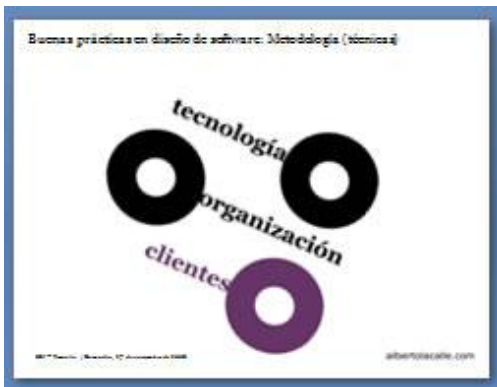 Buenas prácticas en diseño de software: Metodología (técnicas)
tecnología
organización
clientes
albertolacalle.com